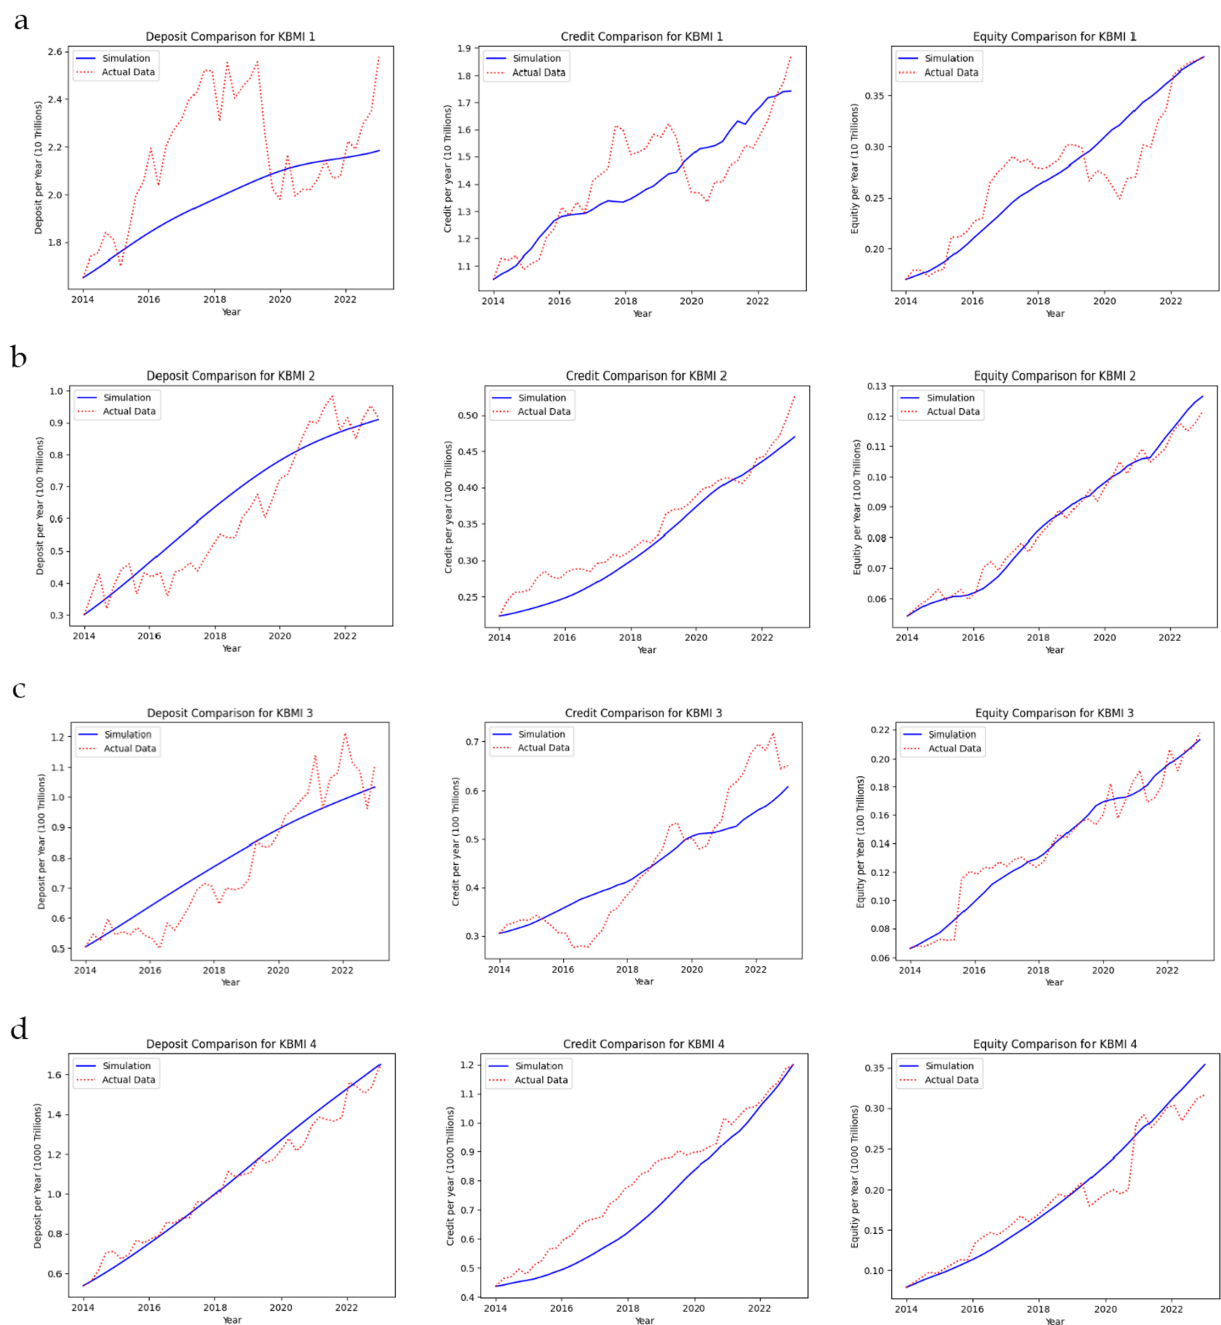 a
Deposit Comparison for KBMI 1
Simulation
Actual Data
Deposit per Year (10 Trillions)
2.6
2.4
2.2
2.0
1.8
2014 2016 2018 2020 2022
Year
Credit Comparison for KBMI 1
Simulation
Actual Data
Credit per year (10 Trillions)
1.9
1.8
1.7
1.6
1.5
1.4
1.3
1.2
1.1
2014 2016 2018 2020 2022
Year
Equity Comparison for KBMI 1
Simulation
Actual Data
Equitiy per Year (10 Trillions)
0.35
0.30
0.25
0.20
2014 2016 2018 2020 2022
Year
b
Deposit Comparison for KBMI 2
Simulation
Actual Data
Deposit per Year (100 Trillions)
1.0
0.9
0.8
0.7
0.6
0.5
0.4
0.3
2014 2016 2018 2020 2022
Year
Credit Comparison for KBMI 2
Simulation
Actual Data
Credit per year (100 Trillions)
0.50
0.45
0.40
0.35
0.30
0.25
2014 2016 2018 2020 2022
Year
Equity Comparison for KBMI 2
Simulation
Actual Data
Equitiy per Year (100 Trillions)
0.13
0.12
0.11
0.10
0.09
0.08
0.07
0.06
2014 2016 2018 2020 2022
Year
c
Deposit Comparison for KBMI 3
Simulation
Actual Data
Deposit per Year (100 Trillions)
1.2
1.1
1.0
0.9
0.8
0.7
0.6
0.5
2014 2016 2018 2020 2022
Year
Credit Comparison for KBMI 3
Simulation
Actual Data
Credit per year (100 Trillions)
0.7
0.6
0.5
0.4
0.3
2014 2016 2018 2020 2022
Year
Equity Comparison for KBMI 3
Simulation
Actual Data
Equitiy per Year (100 Trillions)
0.22
0.20
0.18
0.16
0.14
0.12
0.10
0.08
0.06
2014 2016 2018 2020 2022
Year
d
Deposit Comparison for KBMI 4
Simulation
Actual Data
Deposit per Year (1000 Trillions)
1.6
1.4
1.2
1.0
0.8
0.6
2014 2016 2018 2020 2022
Year
Credit Comparison for KBMI 4
Simulation
Actual Data
Credit per year (1000 Trillions)
1.2
1.1
1.0
0.9
0.8
0.7
0.6
0.5
0.4
2014 2016 2018 2020 2022
Year
Equity Comparison for KBMI 4
Simulation
Actual Data
Equitiy per Year (1000 Trillions)
0.35
0.30
0.25
0.20
0.15
0.10
2014 2016 2018 2020 2022
Year